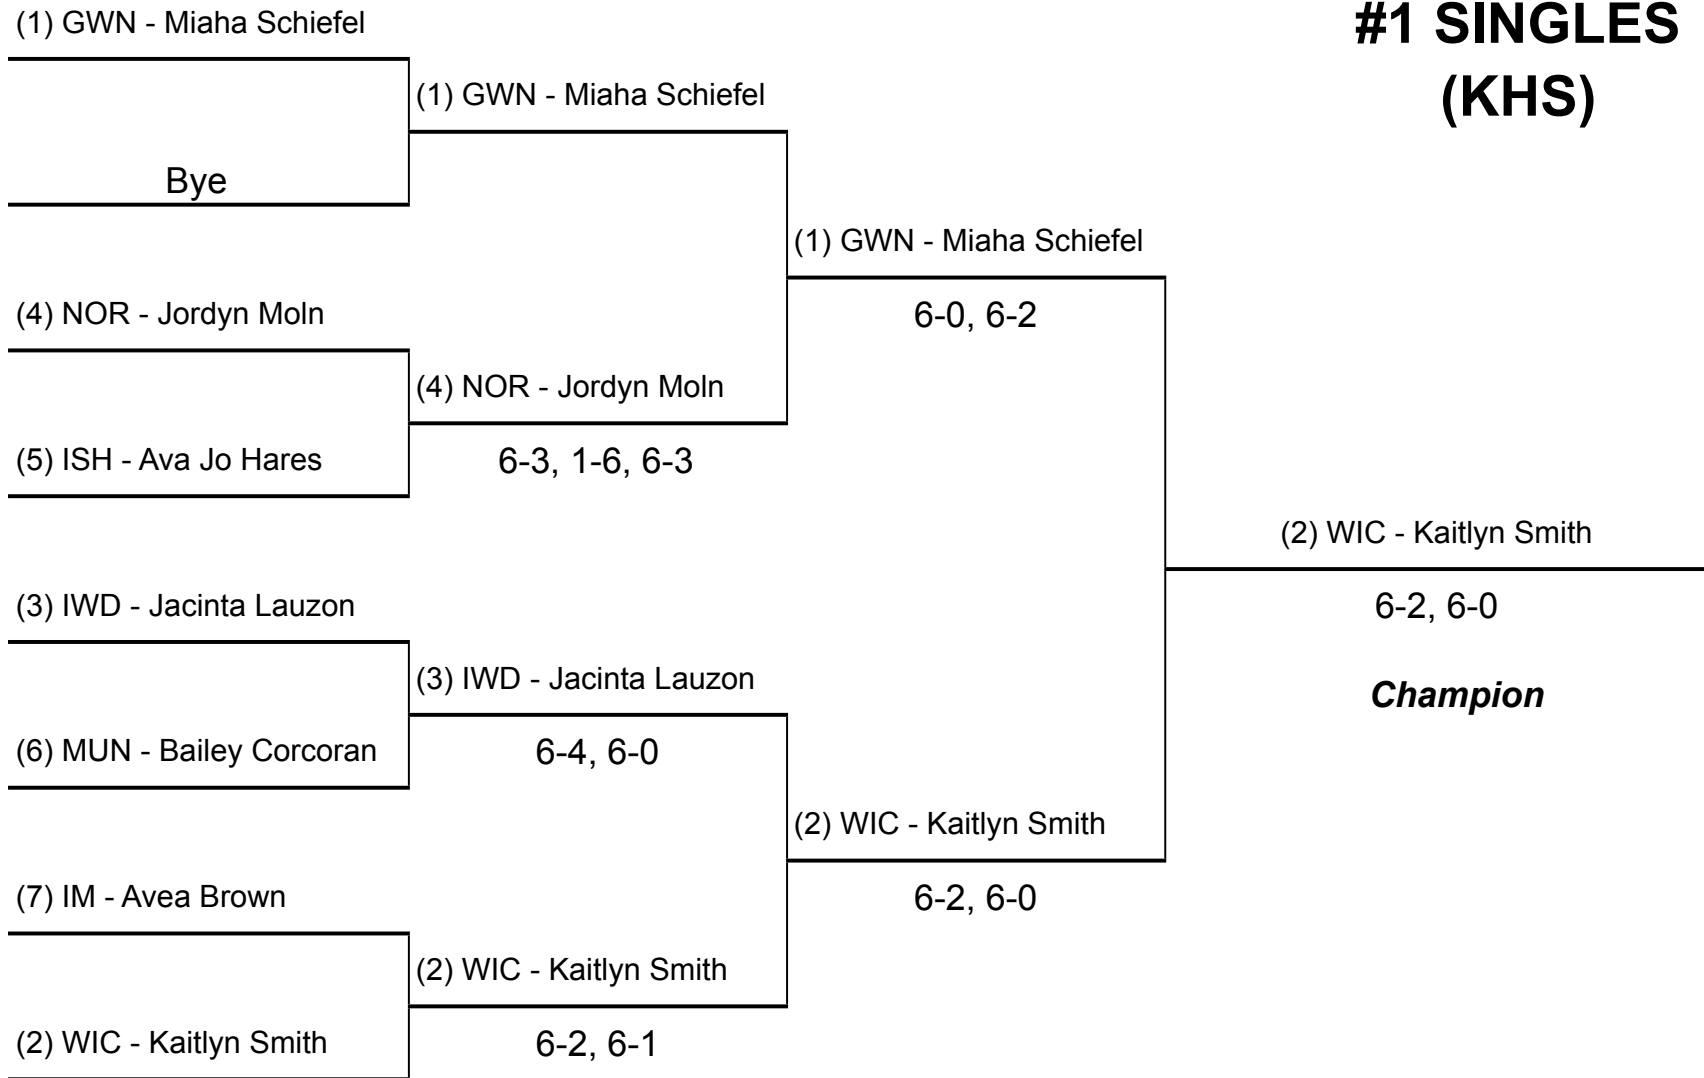 (1) GWN - Miaha Schiefel
#1 SINGLES
(KHS)
(1) GWN - Miaha Schiefel
Bye
(1) GWN - Miaha Schiefel
6-0, 6-2
(4) NOR - Jordyn Moln
(4) NOR - Jordyn Moln
6-3, 1-6, 6-3
(5) ISH - Ava Jo Hares
(2) WIC - Kaitlyn Smith
6-2, 6-0
Champion
(3) IWD - Jacinta Lauzon
(3) IWD - Jacinta Lauzon
6-4, 6-0
(6) MUN - Bailey Corcoran
(2) WIC - Kaitlyn Smith
6-2, 6-0
(7) IM - Avea Brown
(2) WIC - Kaitlyn Smith
6-2, 6-1
(2) WIC - Kaitlyn Smith